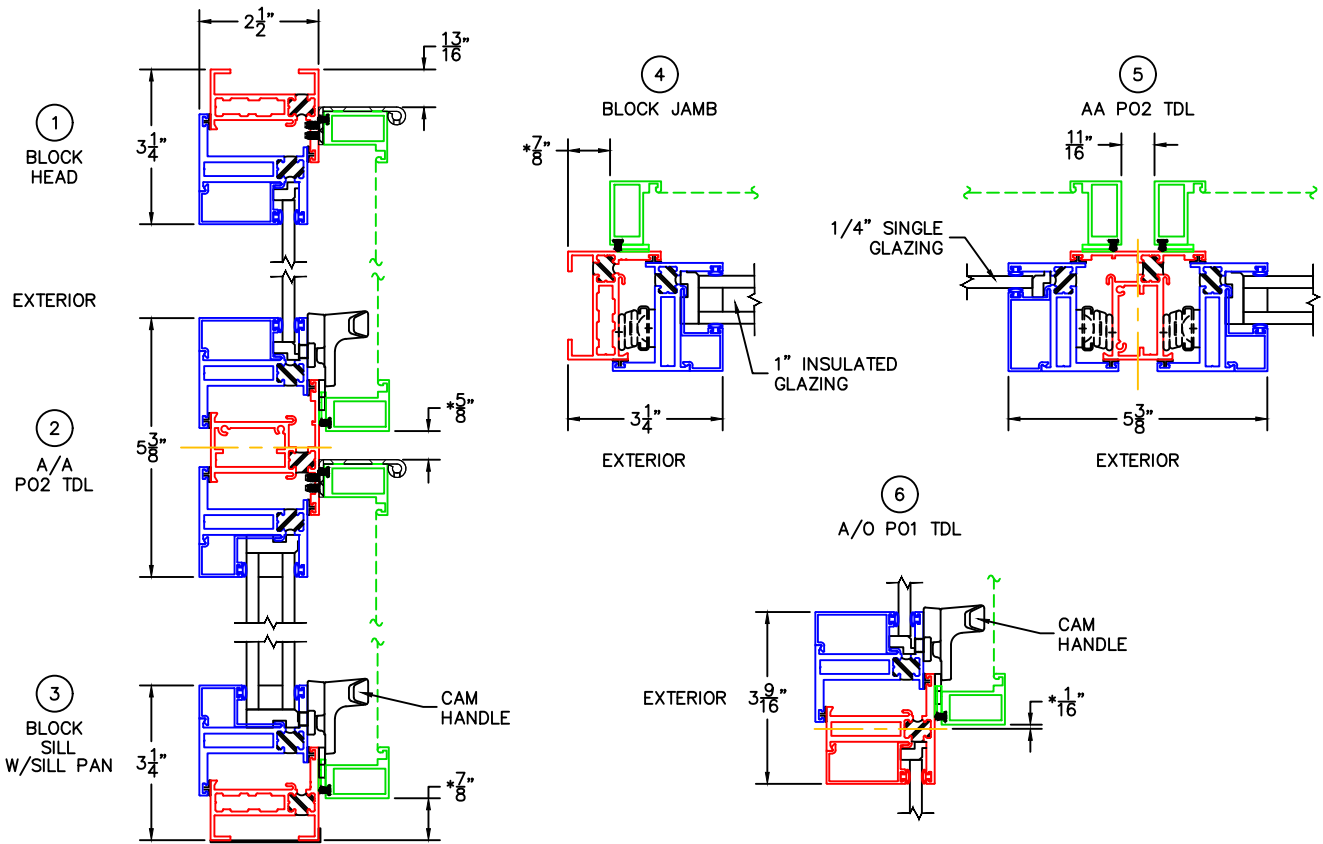 2 1/2"
13/16"
1
BLOCK
HEAD
3 1/4"
EXTERIOR
2
A/A
PO2 TDL
5 3/8"
*5/8"
3
BLOCK
SILL
W/SILL PAN
3 1/4"
CAM
HANDLE
*7/8"
4
BLOCK JAMB
*7/8"
1" INSULATED
GLAZING
3 1/4"
EXTERIOR
5
AA PO2 TDL
11/16"
1/4" SINGLE
GLAZING
5 3/8"
EXTERIOR
6
A/O PO1 TDL
CAM
HANDLE
EXTERIOR
3 9/16"
*1/16"